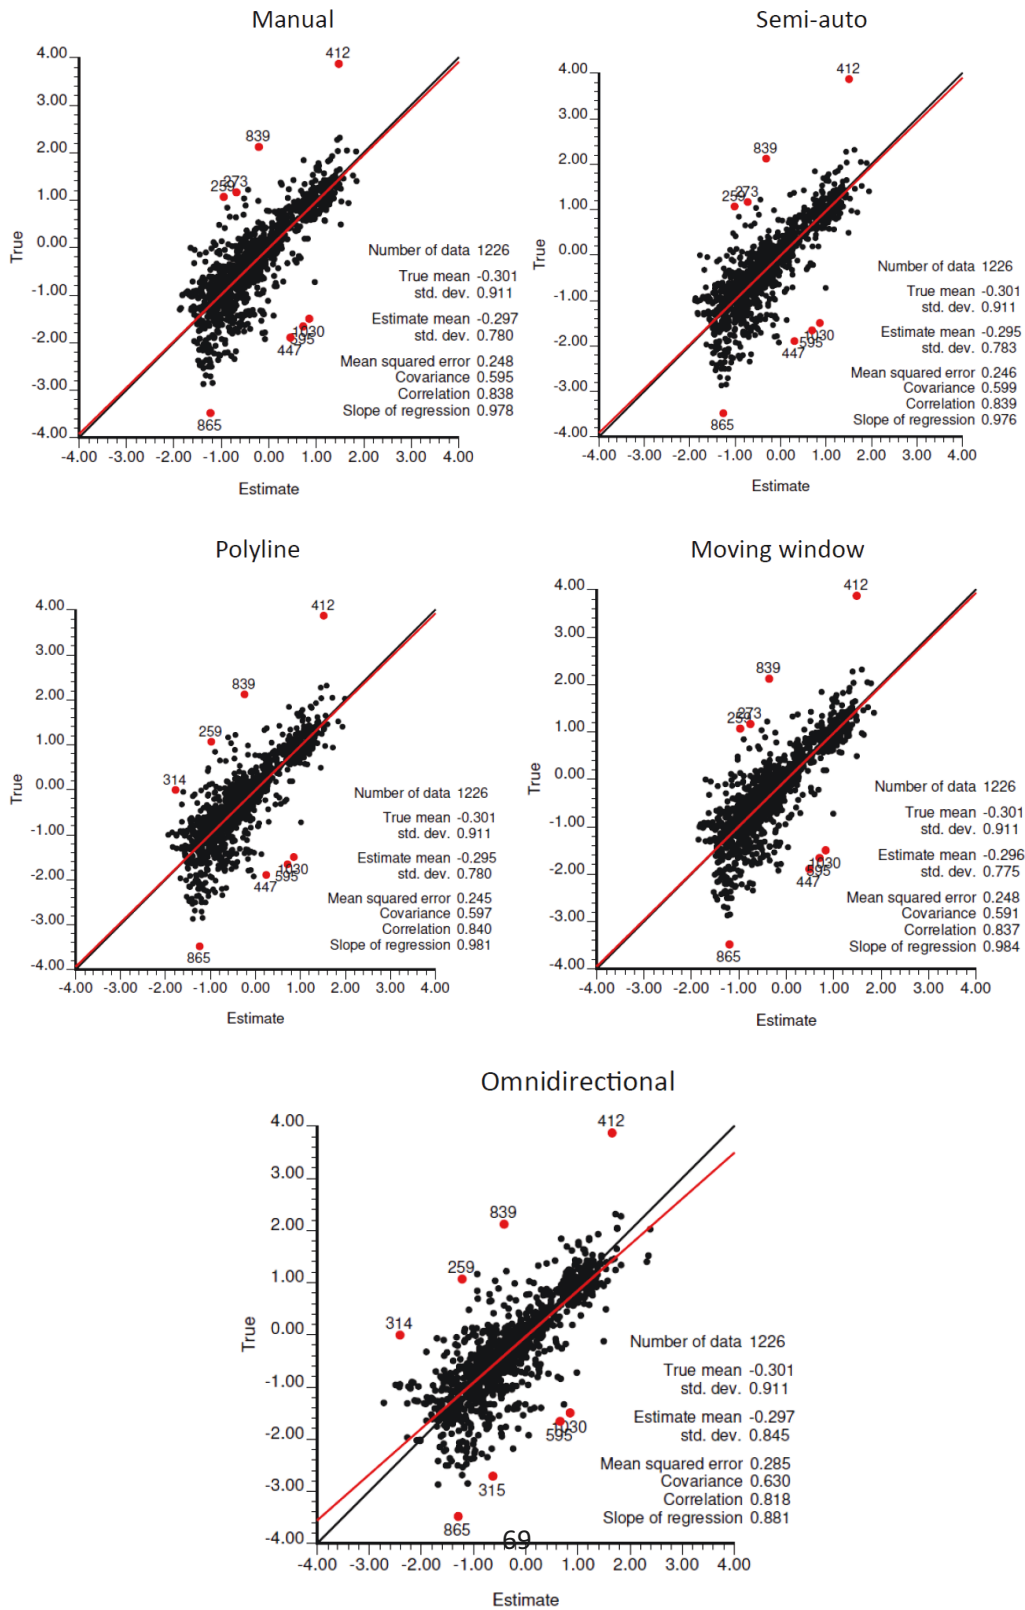 Manual
4.00
3.00
2.00
1.00
0.00
-1.00
-2.00
-3.00
-4.00
True
412
839
259
273
1030
595
447
865
Number of data 1226
True mean -0.301
std. dev. 0.911
Estimate mean -0.297
std. dev. 0.780
Mean squared error 0.248
Covariance 0.595
Correlation 0.838
Slope of regression 0.978
-4.00 -3.00 -2.00 -1.00 0.00 1.00 2.00 3.00 4.00
Estimate
Semi-auto
4.00
3.00
2.00
1.00
0.00
-1.00
-2.00
-3.00
-4.00
True
412
839
259
273
1030
595
447
865
Number of data 1226
True mean -0.301
std. dev. 0.911
Estimate mean -0.295
std. dev. 0.783
Mean squared error 0.246
Covariance 0.599
Correlation 0.839
Slope of regression 0.976
-4.00 -3.00 -2.00 -1.00 0.00 1.00 2.00 3.00 4.00
Estimate
Polyline
4.00
3.00
2.00
1.00
0.00
-1.00
-2.00
-3.00
-4.00
True
412
839
259
314
1030
595
447
865
Number of data 1226
True mean -0.301
std. dev. 0.911
Estimate mean -0.295
std. dev. 0.780
Mean squared error 0.245
Covariance 0.597
Correlation 0.840
Slope of regression 0.981
-4.00 -3.00 -2.00 -1.00 0.00 1.00 2.00 3.00 4.00
Estimate
Moving window
4.00
3.00
2.00
1.00
0.00
-1.00
-2.00
-3.00
-4.00
True
412
839
259
273
1030
595
447
865
Number of data 1226
True mean -0.301
std. dev. 0.911
Estimate mean -0.296
std. dev. 0.775
Mean squared error 0.248
Covariance 0.591
Correlation 0.837
Slope of regression 0.984
-4.00 -3.00 -2.00 -1.00 0.00 1.00 2.00 3.00 4.00
Estimate
Omnidirectional
4.00
3.00
2.00
1.00
0.00
-1.00
-2.00
-3.00
-4.00
True
412
839
259
314
1030
595
315
865
Number of data 1226
True mean -0.301
std. dev. 0.911
Estimate mean -0.297
std. dev. 0.845
Mean squared error 0.285
Covariance 0.630
Correlation 0.818
Slope of regression 0.881
69
-4.00 -3.00 -2.00 -1.00 0.00 1.00 2.00 3.00 4.00
Estimate